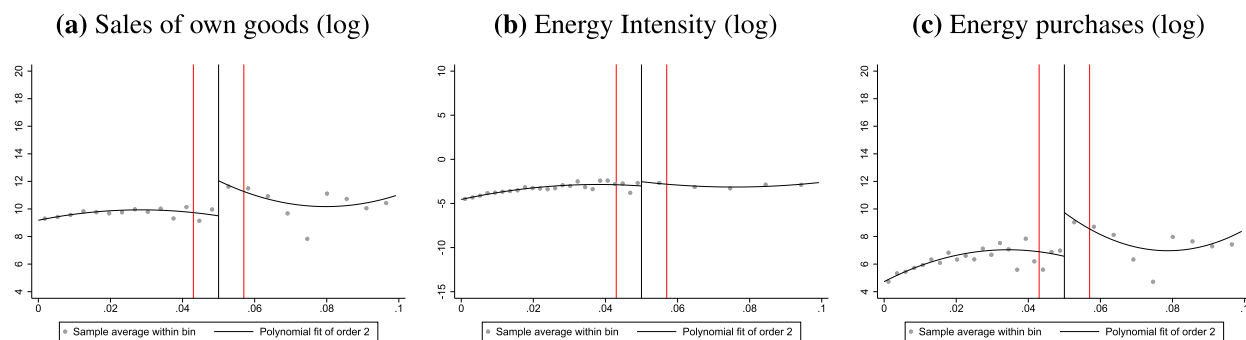 (a) Sales of own goods (log)
20
18
16
14
12
10
8
6
4
0 .02 .04 .06 .08 .1
Sample average within bin Polynomial fit of order 2
(b) Energy Intensity (log)
10
5
0
-5
-10
-15
0 .02 .04 .06 .08 .1
Sample average within bin Polynomial fit of order 2
(c) Energy purchases (log)
20
18
16
14
12
10
8
6
4
0 .02 .04 .06 .08 .1
Sample average within bin Polynomial fit of order 2